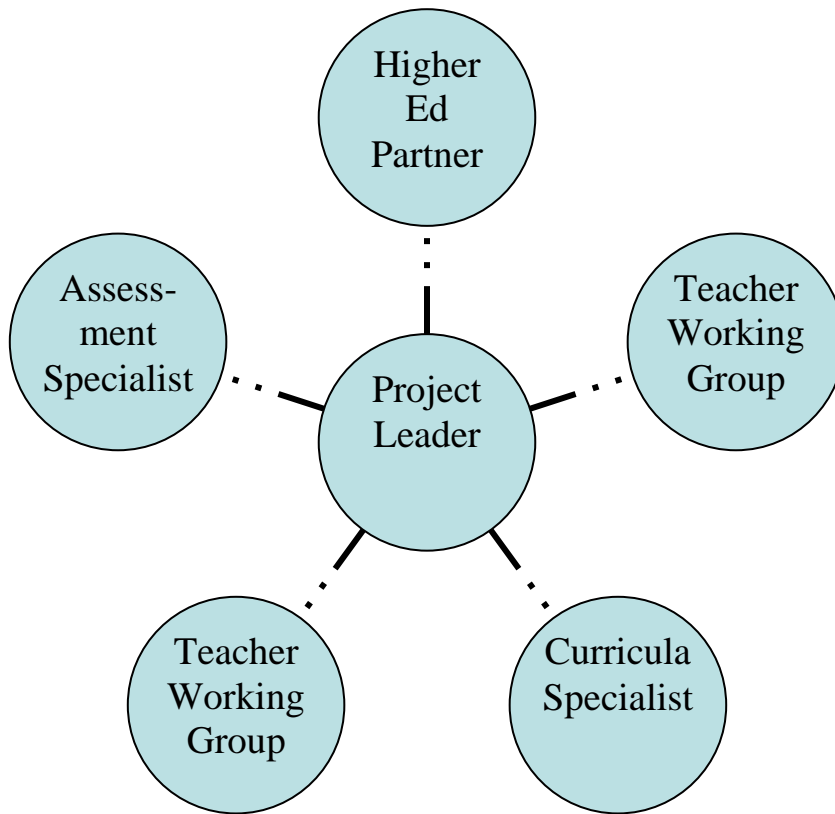 Higher
Ed
Partner
Assess-
ment
Specialist
Teacher
Working
Group
Project
Leader
Teacher
Working
Group
Curricula
Specialist